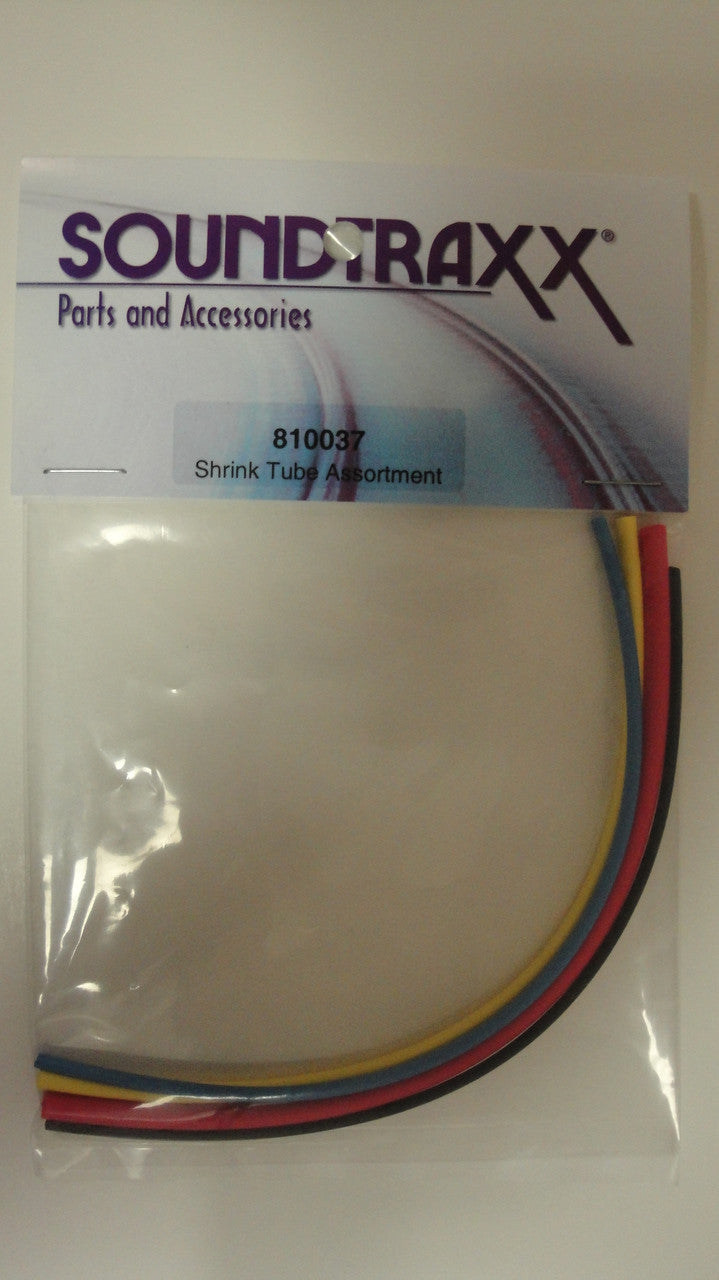 SOUNDTRAXX®
Parts and Accessories
810037
Shrink Tube Assortment